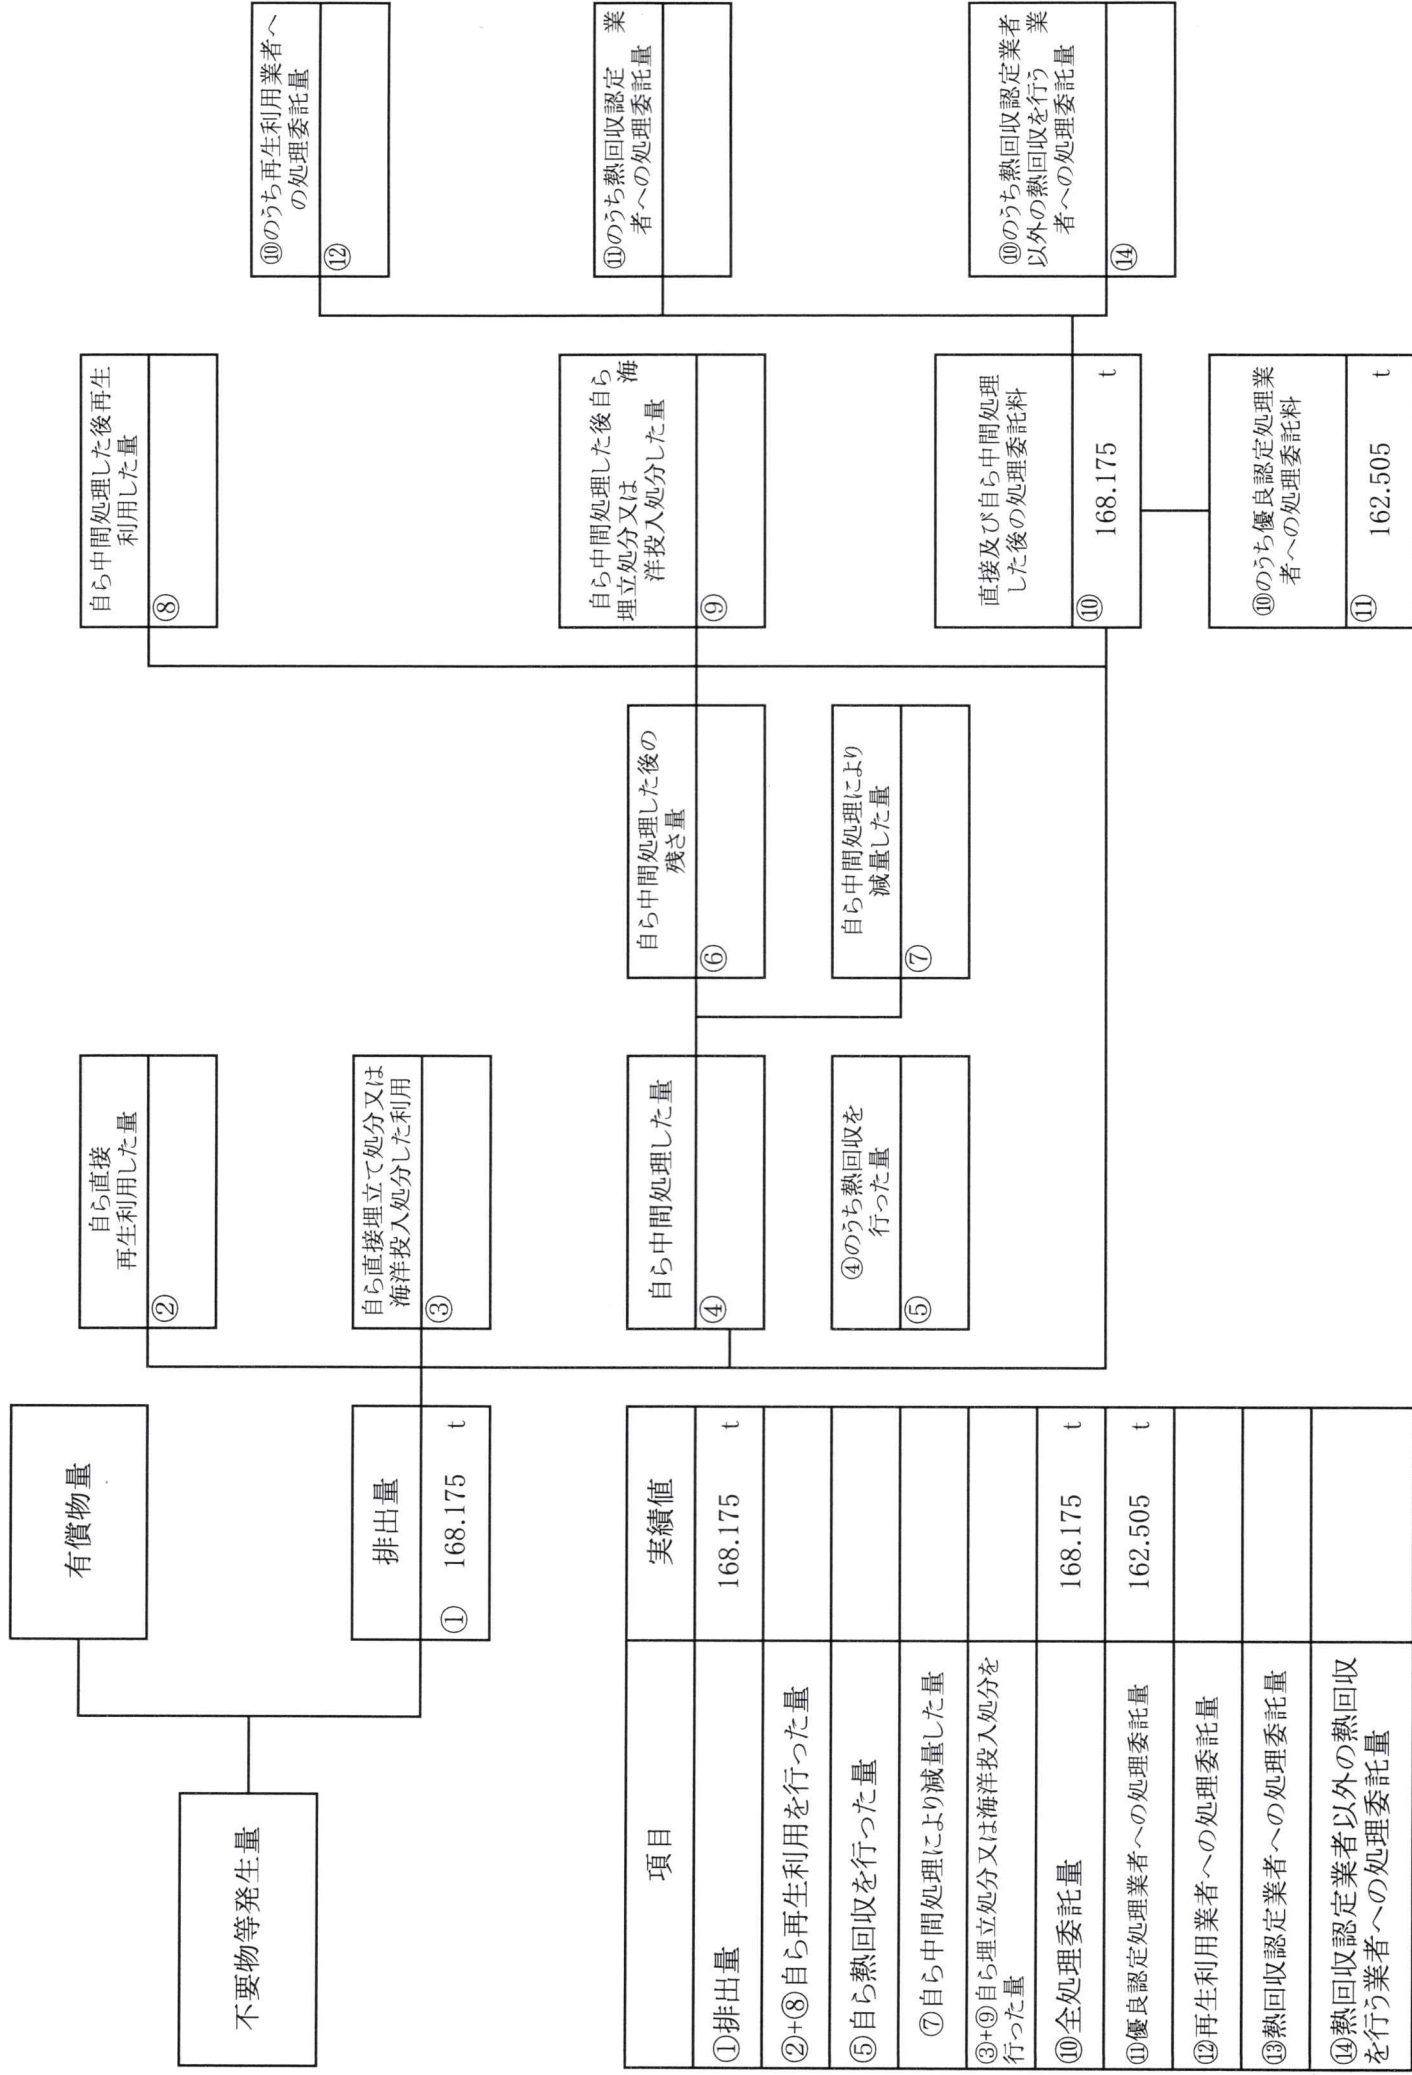 不要物等発生量
有償物量
排出量
① 168.175 t
自ら直接
再生利用した量
②
自ら直接埋立て処分又は
海洋投入処分した利用
③
自ら中間処理した量
④
④のうち熱回収を
行った量
⑤
自ら中間処理した後の
残さ量
⑥
自ら中間処理により
減量した量
⑦
自ら中間処理した後再生
利用した量
⑧
自ら中間処理した後自ら
埋立処分又は 海
洋投入処分した量
⑨
直接及び自ら中間処理
した後の処理委託料
⑩ 168.175 t
⑩のうち優良認定処理業
者への処理委託料
⑪ 162.505 t
⑩のうち再生利用業者へ
の処理委託量
⑫
⑪のうち熱回収認定 業
者への処理委託量
⑩のうち熱回収認定業者
以外の熱回収を行う 業
者への処理委託量
⑭
項目 実績値
①排出量 168.175 t
②+⑧自ら再生利用を行った量
⑤自ら熱回収を行った量
⑦自ら中間処理により減量した量
③+⑨自ら埋立処分又は海洋投入処分を
行った量
⑩全処理委託量 168.175 t
⑪優良認定処理業者への処理委託量 162.505 t
⑫再生利用業者への処理委託量
⑬熱回収認定業者への処理委託量
⑭熱回収認定業者以外の熱回収
を行う業者への処理委託量